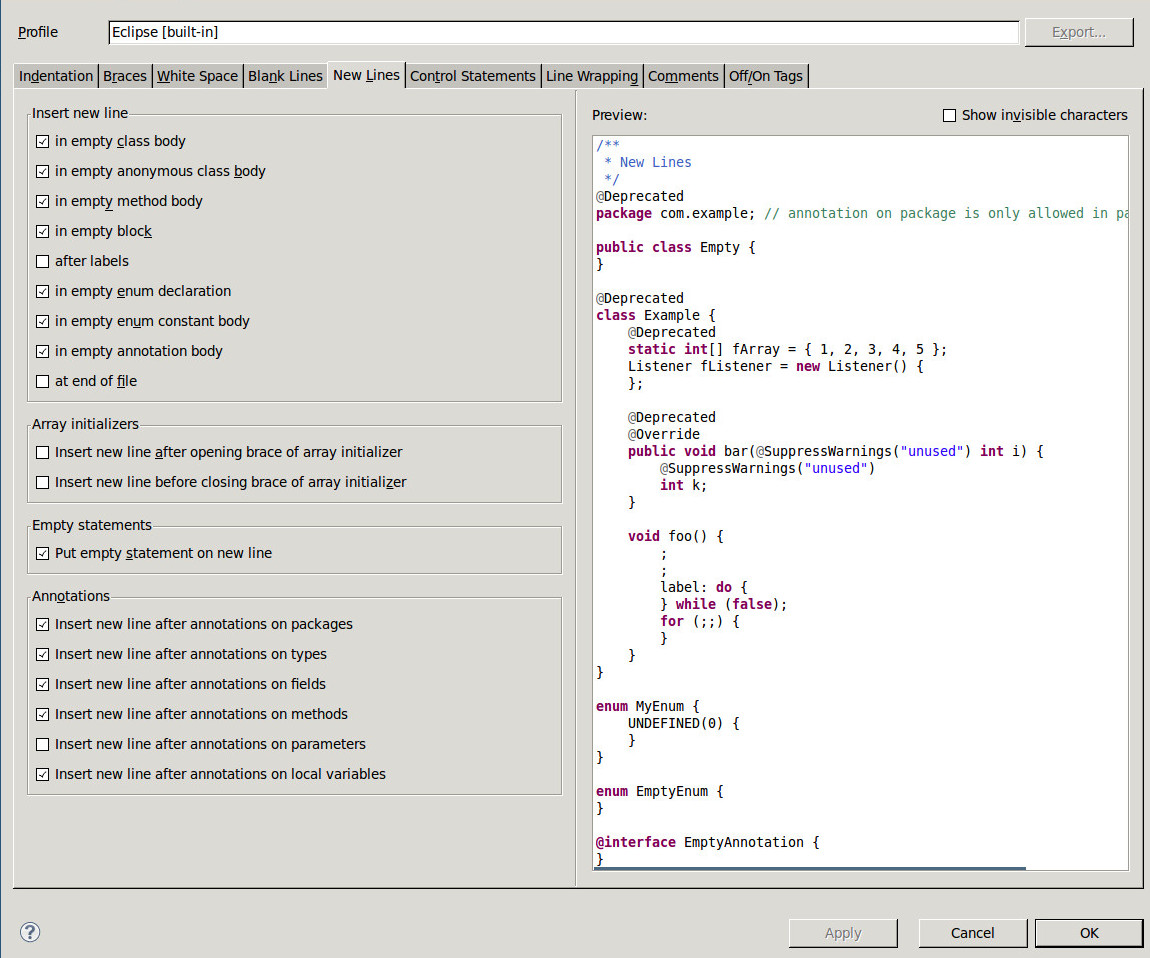 Profile
Eclipse [built-in]
Export...
Indentation
Braces
White Space
Blank Lines
New Lines
Control Statements
Line Wrapping
Comments
Off/On Tags
Insert new line
in empty class body
in empty anonymous class body
in empty method body
in empty block
after labels
in empty enum declaration
in empty enum constant body
in empty annotation body
at end of file
Array initializers
Insert new line after opening brace of array initializer
Insert new line before closing brace of array initializer
Empty statements
Put empty statement on new line
Annotations
Insert new line after annotations on packages
Insert new line after annotations on types
Insert new line after annotations on fields
Insert new line after annotations on methods
Insert new line after annotations on parameters
Insert new line after annotations on local variables
Preview:
Show invisible characters
/**
 * New Lines
 */
@Deprecated
package com.example; // annotation on package is only allowed in pa

public class Empty {
}

@Deprecated
class Example {
    @Deprecated
    static int[] fArray = { 1, 2, 3, 4, 5 };
    Listener fListener = new Listener() {
    };

    @Deprecated
    @Override
    public void bar(@SuppressWarnings("unused") int i) {
        @SuppressWarnings("unused")
        int k;
    }

    void foo() {
        ;
        ;
        label: do {
        } while (false);
        for (;;) {
        }
    }
}

enum MyEnum {
    UNDEFINED(0) {
    }
}

enum EmptyEnum {
}

@interface EmptyAnnotation {
}
?
Apply
Cancel
OK